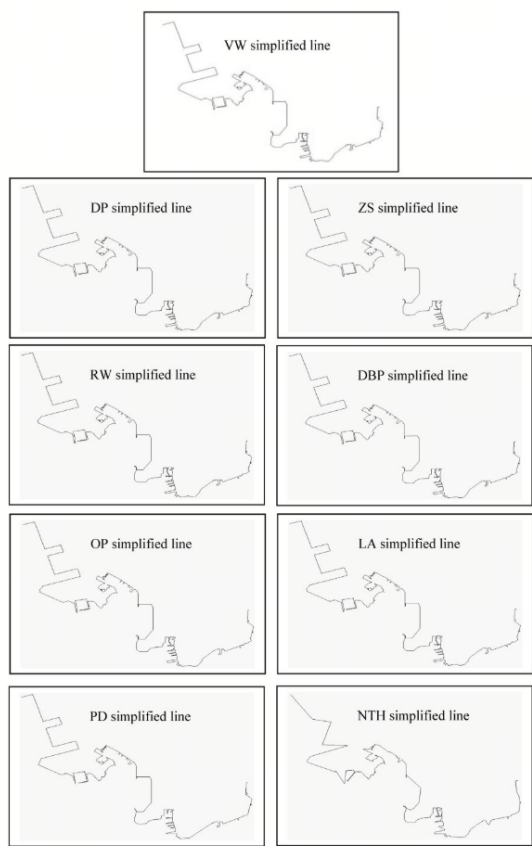 VW simplified line
DP simplified line
ZS simplified line
RW simplified line
DBP simplified line
OP simplified line
LA simplified line
PD simplified line
NTH simplified line